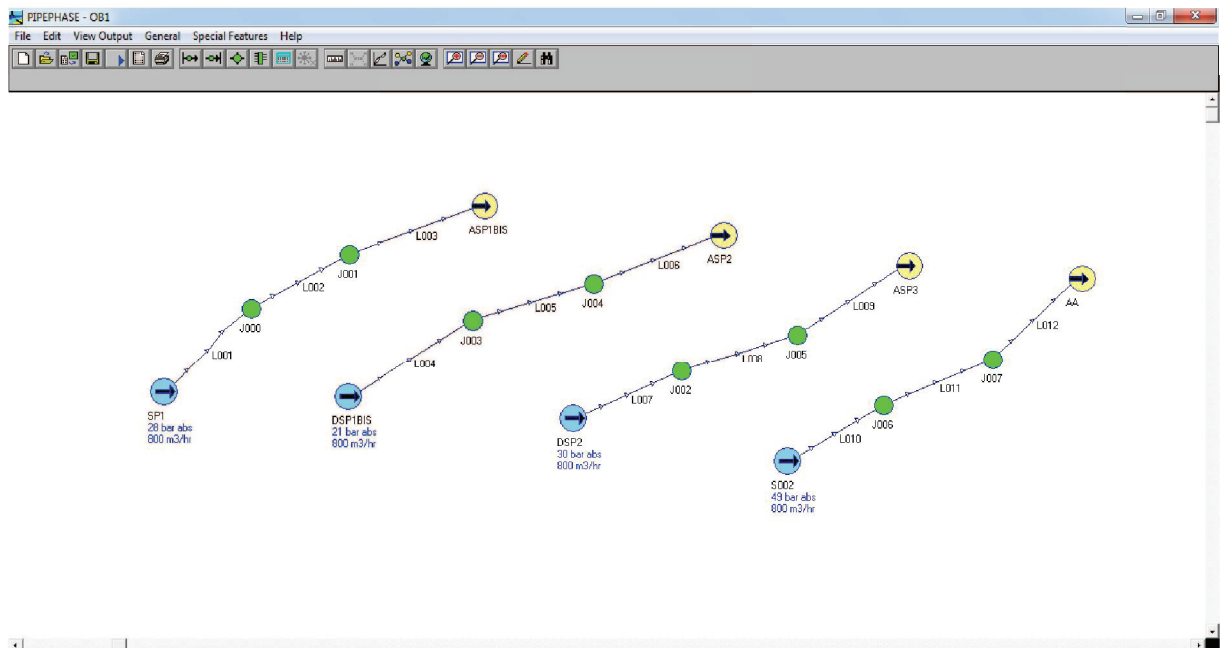 PIPEPHASE - OB1
File Edit View Output General Special Features Help
ASP1BIS
L003
J001
L002
J000
L001
SP1
28 bar abs
800 m3/hr
ASP2
L006
J004
L005
J003
L004
DSP1BIS
21 bar abs
800 m3/hr
ASP3
L009
J005
L008
J002
L007
DSP2
30 bar abs
800 m3/hr
AA
L012
J007
L011
J006
L010
S002
49 bar abs
800 m3/hr